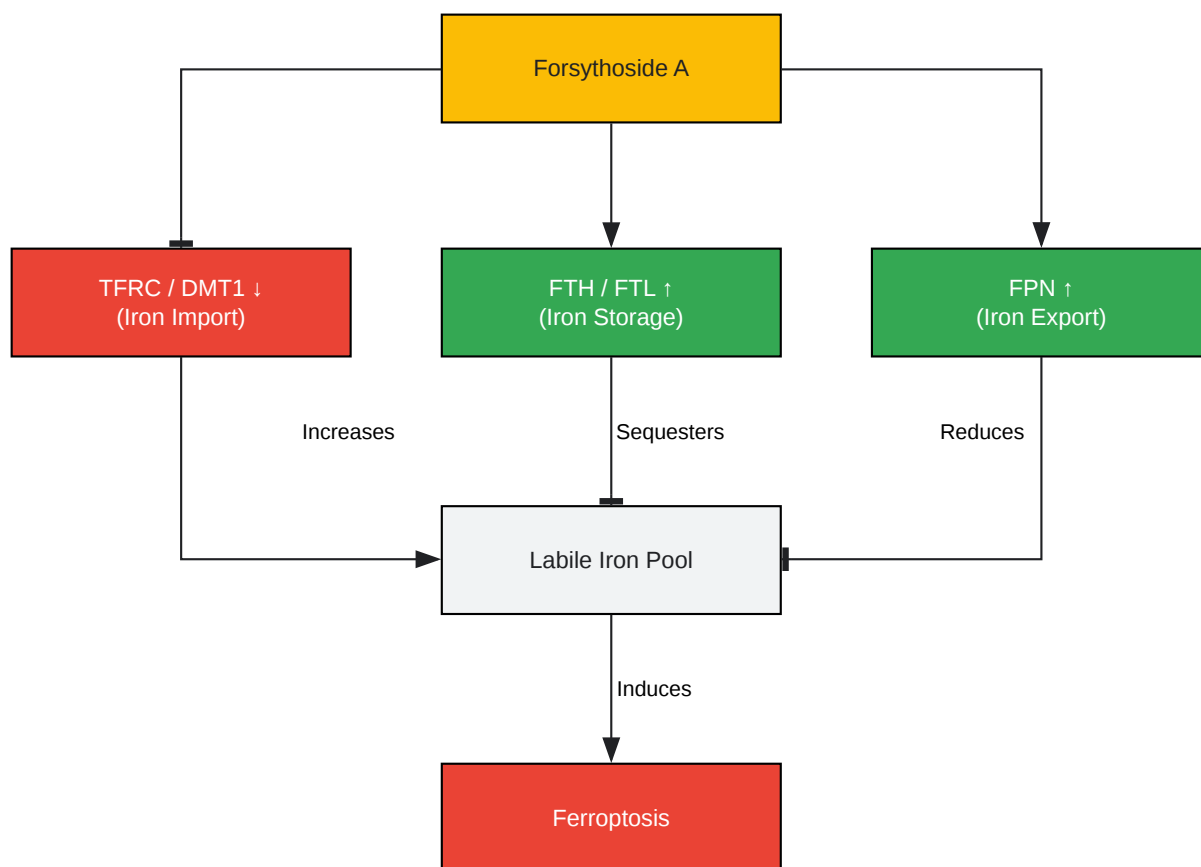 Forsythoside A
TFRC / DMT1 ↓
(Iron Import)
FTH / FTL ↑
(Iron Storage)
FPN ↑
(Iron Export)
Increases
Sequesters
Reduces
Labile Iron Pool
Induces
Ferroptosis